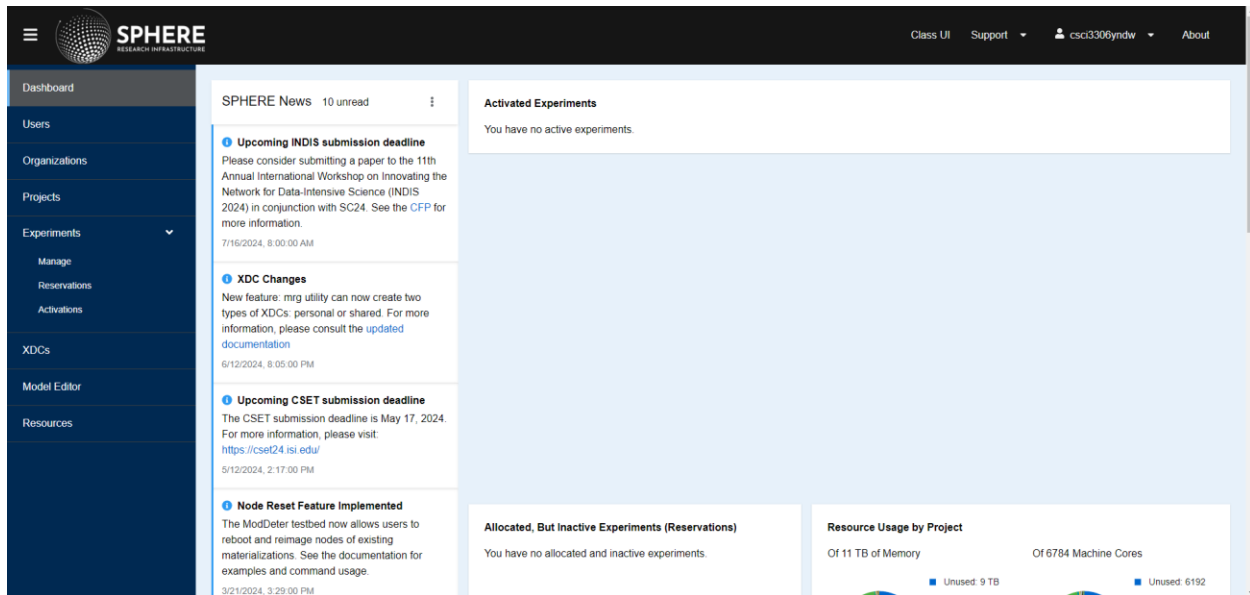 SPHERE
RESEARCH INFRASTRUCTURE
Class UI
Support
csci3306yndw
About
Dashboard
Users
Organizations
Projects
Experiments
Manage
Reservations
Activations
XDCs
Model Editor
Resources
SPHERE News 10 unread
Upcoming INDIS submission deadline
Please consider submitting a paper to the 11th
Annual International Workshop on Innovating the
Network for Data-Intensive Science (INDIS
2024) in conjunction with SC24. See the CFP for
more information.
7/16/2024, 8:00:00 AM
XDC Changes
New feature: mrg utility can now create two
types of XDCs: personal or shared. For more
information, please consult the updated
documentation
6/12/2024, 8:05:00 PM
Upcoming CSET submission deadline
The CSET submission deadline is May 17, 2024.
For more information, please visit:
https://cset24.isi.edu/
5/12/2024, 2:17:00 PM
Node Reset Feature Implemented
The ModDeter testbed now allows users to
reboot and reimage nodes of existing
materializations. See the documentation for
examples and command usage.
3/21/2024, 3:29:00 PM
Activated Experiments
You have no active experiments.
Allocated, But Inactive Experiments (Reservations)
You have no allocated and inactive experiments.
Resource Usage by Project
Of 11 TB of Memory
Of 6784 Machine Cores
Unused: 9 TB
Unused: 6192